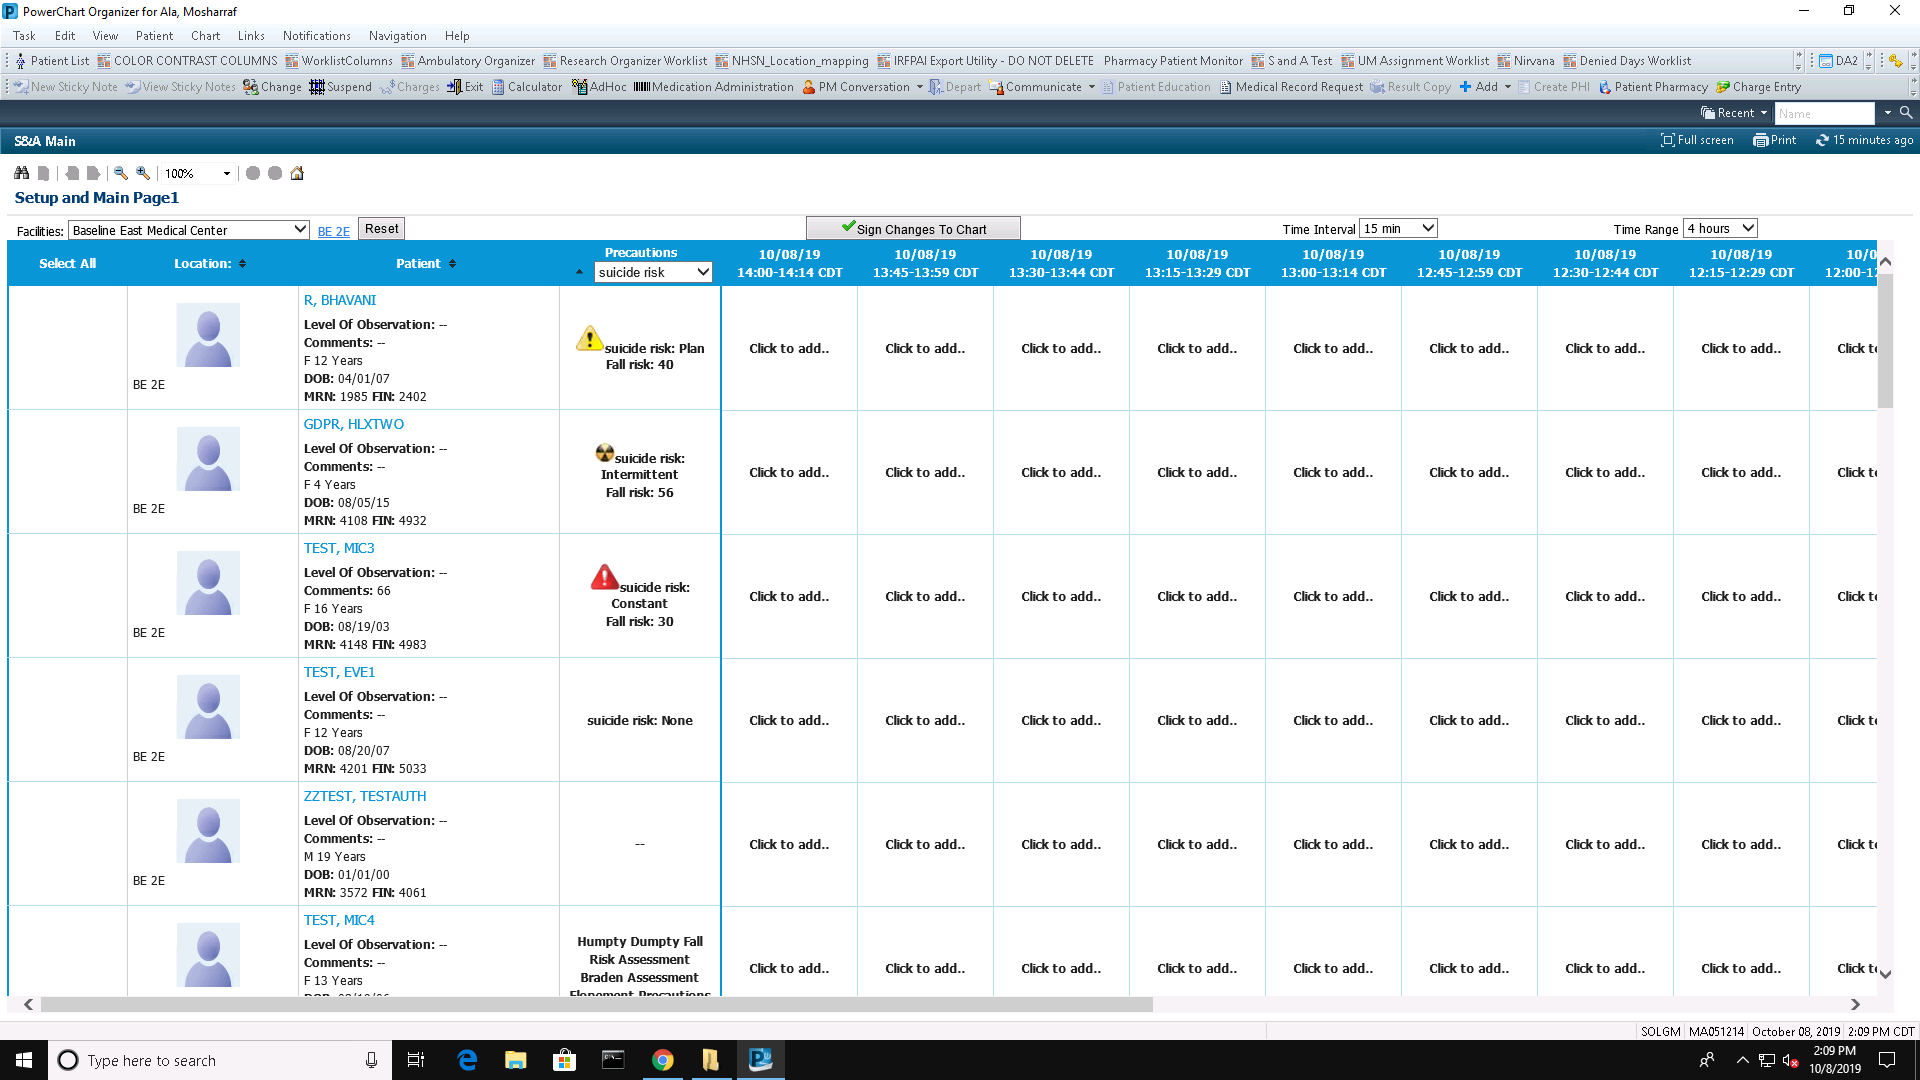 PowerChart Organizer for Ala, Mosharraf
Task Edit View Patient Chart Links Notifications Navigation Help
Patient List COLOR CONTRAST COLUMNS WorklistColumns Ambulatory Organizer Research Organizer Worklist NHSN_Location_mapping IRFPAI Export Utility - DO NOT DELETE Pharmacy Patient Monitor S and A Test UM Assignment Worklist Nirvana Denied Days Worklist DA2
New Sticky Note View Sticky Notes Change Suspend Charges Exit Calculator AdHoc Medication Administration PM Conversation Depart Communicate Patient Education Medical Record Request Result Copy Add Create PHI Patient Pharmacy Charge Entry
Recent Name
S&A Main Full screen Print 15 minutes ago
100%
Setup and Main Page1
Facilities: Baseline East Medical Center BE 2E Reset Sign Changes To Chart Time Interval 15 min Time Range 4 hours
Select All Location: Patient Precautions suicide risk
10/08/19 10/08/19 10/08/19 10/08/19 10/08/19 10/08/19 10/08/19 10/08/19 10/0
14:00-14:14 CDT 13:45-13:59 CDT 13:30-13:44 CDT 13:15-13:29 CDT 13:00-13:14 CDT 12:45-12:59 CDT 12:30-12:44 CDT 12:15-12:29 CDT 12:00-12
BE 2E
R, BHAVANI
Level Of Observation: --
Comments: --
F 12 Years
DOB: 04/01/07
MRN: 1985 FIN: 2402
suicide risk: Plan
Fall risk: 40
Click to add.. Click to add.. Click to add.. Click to add.. Click to add.. Click to add.. Click to add.. Click to add.. Click t
BE 2E
GDPR, HLXTWO
Level Of Observation: --
Comments: --
F 4 Years
DOB: 08/05/15
MRN: 4108 FIN: 4932
suicide risk:
Intermittent
Fall risk: 56
Click to add.. Click to add.. Click to add.. Click to add.. Click to add.. Click to add.. Click to add.. Click to add.. Click t
BE 2E
TEST, MIC3
Level Of Observation: --
Comments: 66
F 16 Years
DOB: 08/19/03
MRN: 4148 FIN: 4983
suicide risk:
Constant
Fall risk: 30
Click to add.. Click to add.. Click to add.. Click to add.. Click to add.. Click to add.. Click to add.. Click to add.. Click t
BE 2E
TEST, EVE1
Level Of Observation: --
Comments: --
F 12 Years
DOB: 08/20/07
MRN: 4201 FIN: 5033
suicide risk: None
Click to add.. Click to add.. Click to add.. Click to add.. Click to add.. Click to add.. Click to add.. Click to add.. Click t
BE 2E
ZZTEST, TESTAUTH
Level Of Observation: --
Comments: --
M 19 Years
DOB: 01/01/00
MRN: 3572 FIN: 4061
--
Click to add.. Click to add.. Click to add.. Click to add.. Click to add.. Click to add.. Click to add.. Click to add.. Click t
TEST, MIC4
Level Of Observation: --
Comments: --
F 13 Years
Humpty Dumpty Fall
Risk Assessment
Braden Assessment
Elopement Precautions
Click to add.. Click to add.. Click to add.. Click to add.. Click to add.. Click to add.. Click to add.. Click to add.. Click t
SOLGM MA051214 October 08, 2019 2:09 PM CDT
Type here to search
2:09 PM
10/8/2019